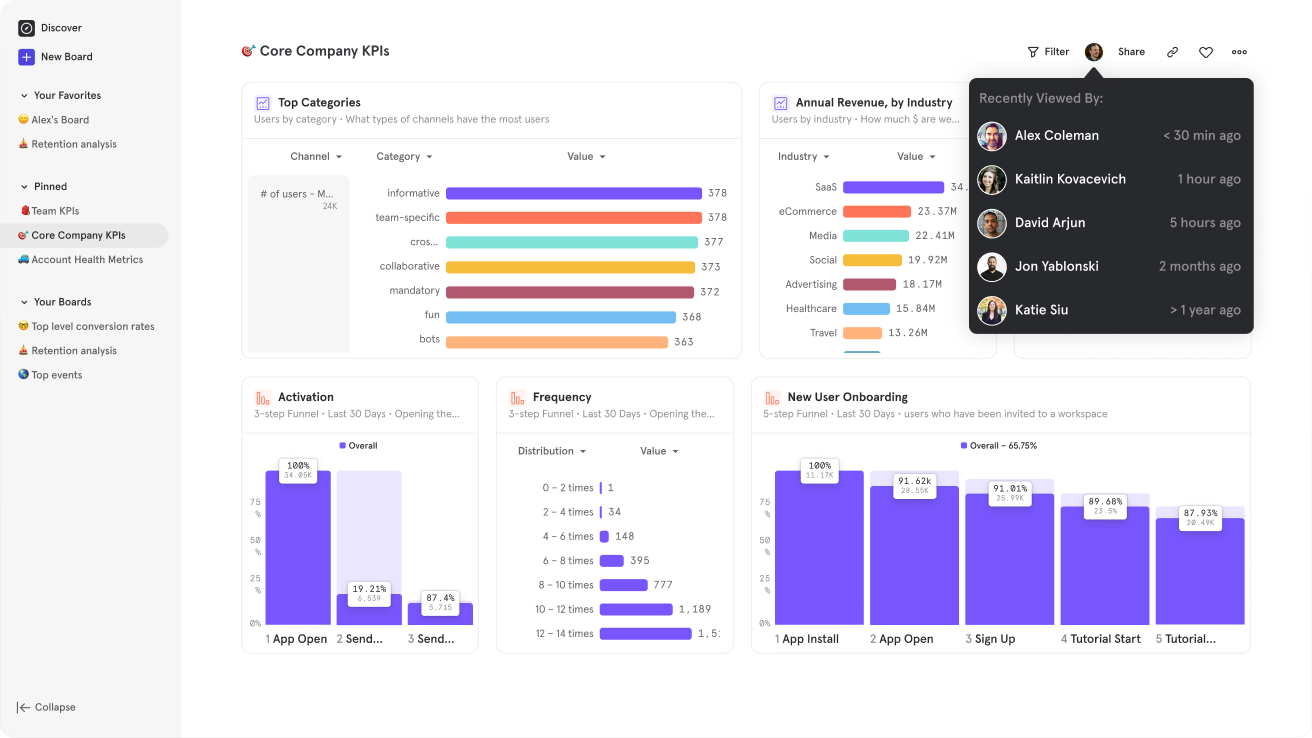 Discover
New Board
Your Favorites
Alex's Board
Retention analysis
Pinned
Team KPIs
Core Company KPIs
Account Health Metrics
Your Boards
Top level conversion rates
Retention analysis
Top events
Collapse
Core Company KPIs
Filter
Share
Recently Viewed By:
Alex Coleman < 30 min ago
Kaitlin Kovacevich 1 hour ago
David Arjun 5 hours ago
Jon Yablonski 2 months ago
Katie Siu > 1 year ago
Top Categories
Users by category • What types of channels have the most users
Channel Category Value
# of users - M...
24K
informative 378
team-specific 378
cros... 377
collaborative 373
mandatory 372
fun 368
bots 363
Annual Revenue, by Industry
Users by industry • How much $ are we...
Industry Value
SaaS 34.
eCommerce 23.37M
Media 22.41M
Social 19.92M
Advertising 18.17M
Healthcare 15.84M
Travel 13.26M
Activation
3-step Funnel • Last 30 Days • Opening the...
Overall
75
%
50
%
25
%
0%
100%
34.05K
19.21%
6,539
87.4%
5,715
1 App Open 2 Send... 3 Send...
Frequency
3-step Funnel • Last 30 Days • Opening the...
Distribution Value
0 – 2 times 1
2 – 4 times 34
4 – 6 times 148
6 – 8 times 395
8 – 10 times 777
10 – 12 times 1,189
12 – 14 times 1,5
New User Onboarding
5-step Funnel • Last 30 Days • users who have been invited to a workspace
Overall – 65.75%
75
%
50
%
25
%
0%
100%
11.17K
91.62k
28.55K
91.01%
25.99K
89.68%
23.5%
87.93%
20.49K
1 App Install 2 App Open 3 Sign Up 4 Tutorial Start 5 Tutorial...